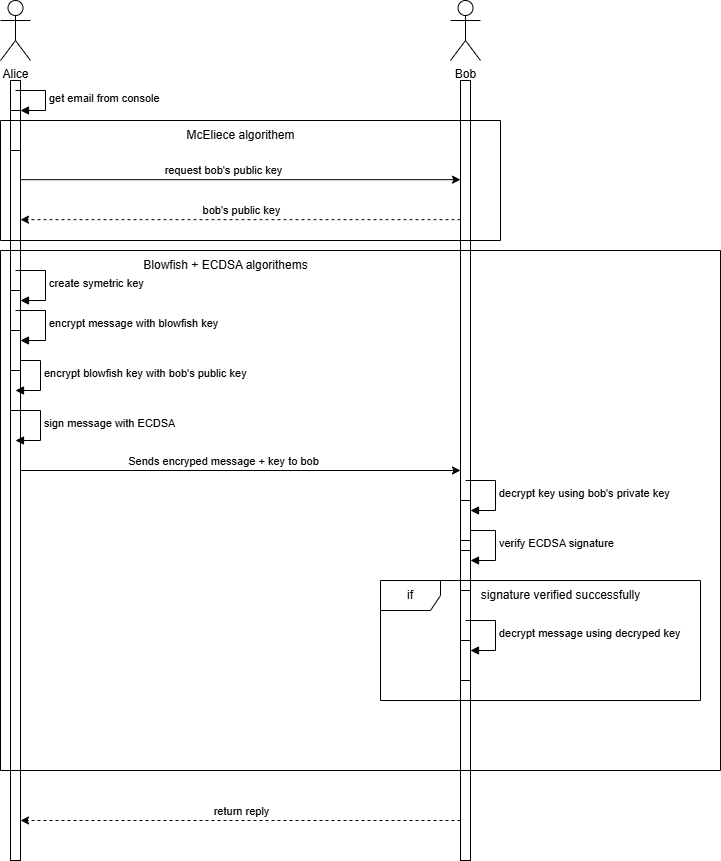 Alice
Bob
get email from console
McEliece algorithem
request bob's public key
bob's public key
Blowfish + ECDSA algorithems
create symetric key
encrypt message with blowfish key
encrypt blowfish key with bob's public key
sign message with ECDSA
Sends encryped message + key to bob
decrypt key using bob's private key
verify ECDSA signature
if
signature verified successfully
decrypt message using decryped key
return reply